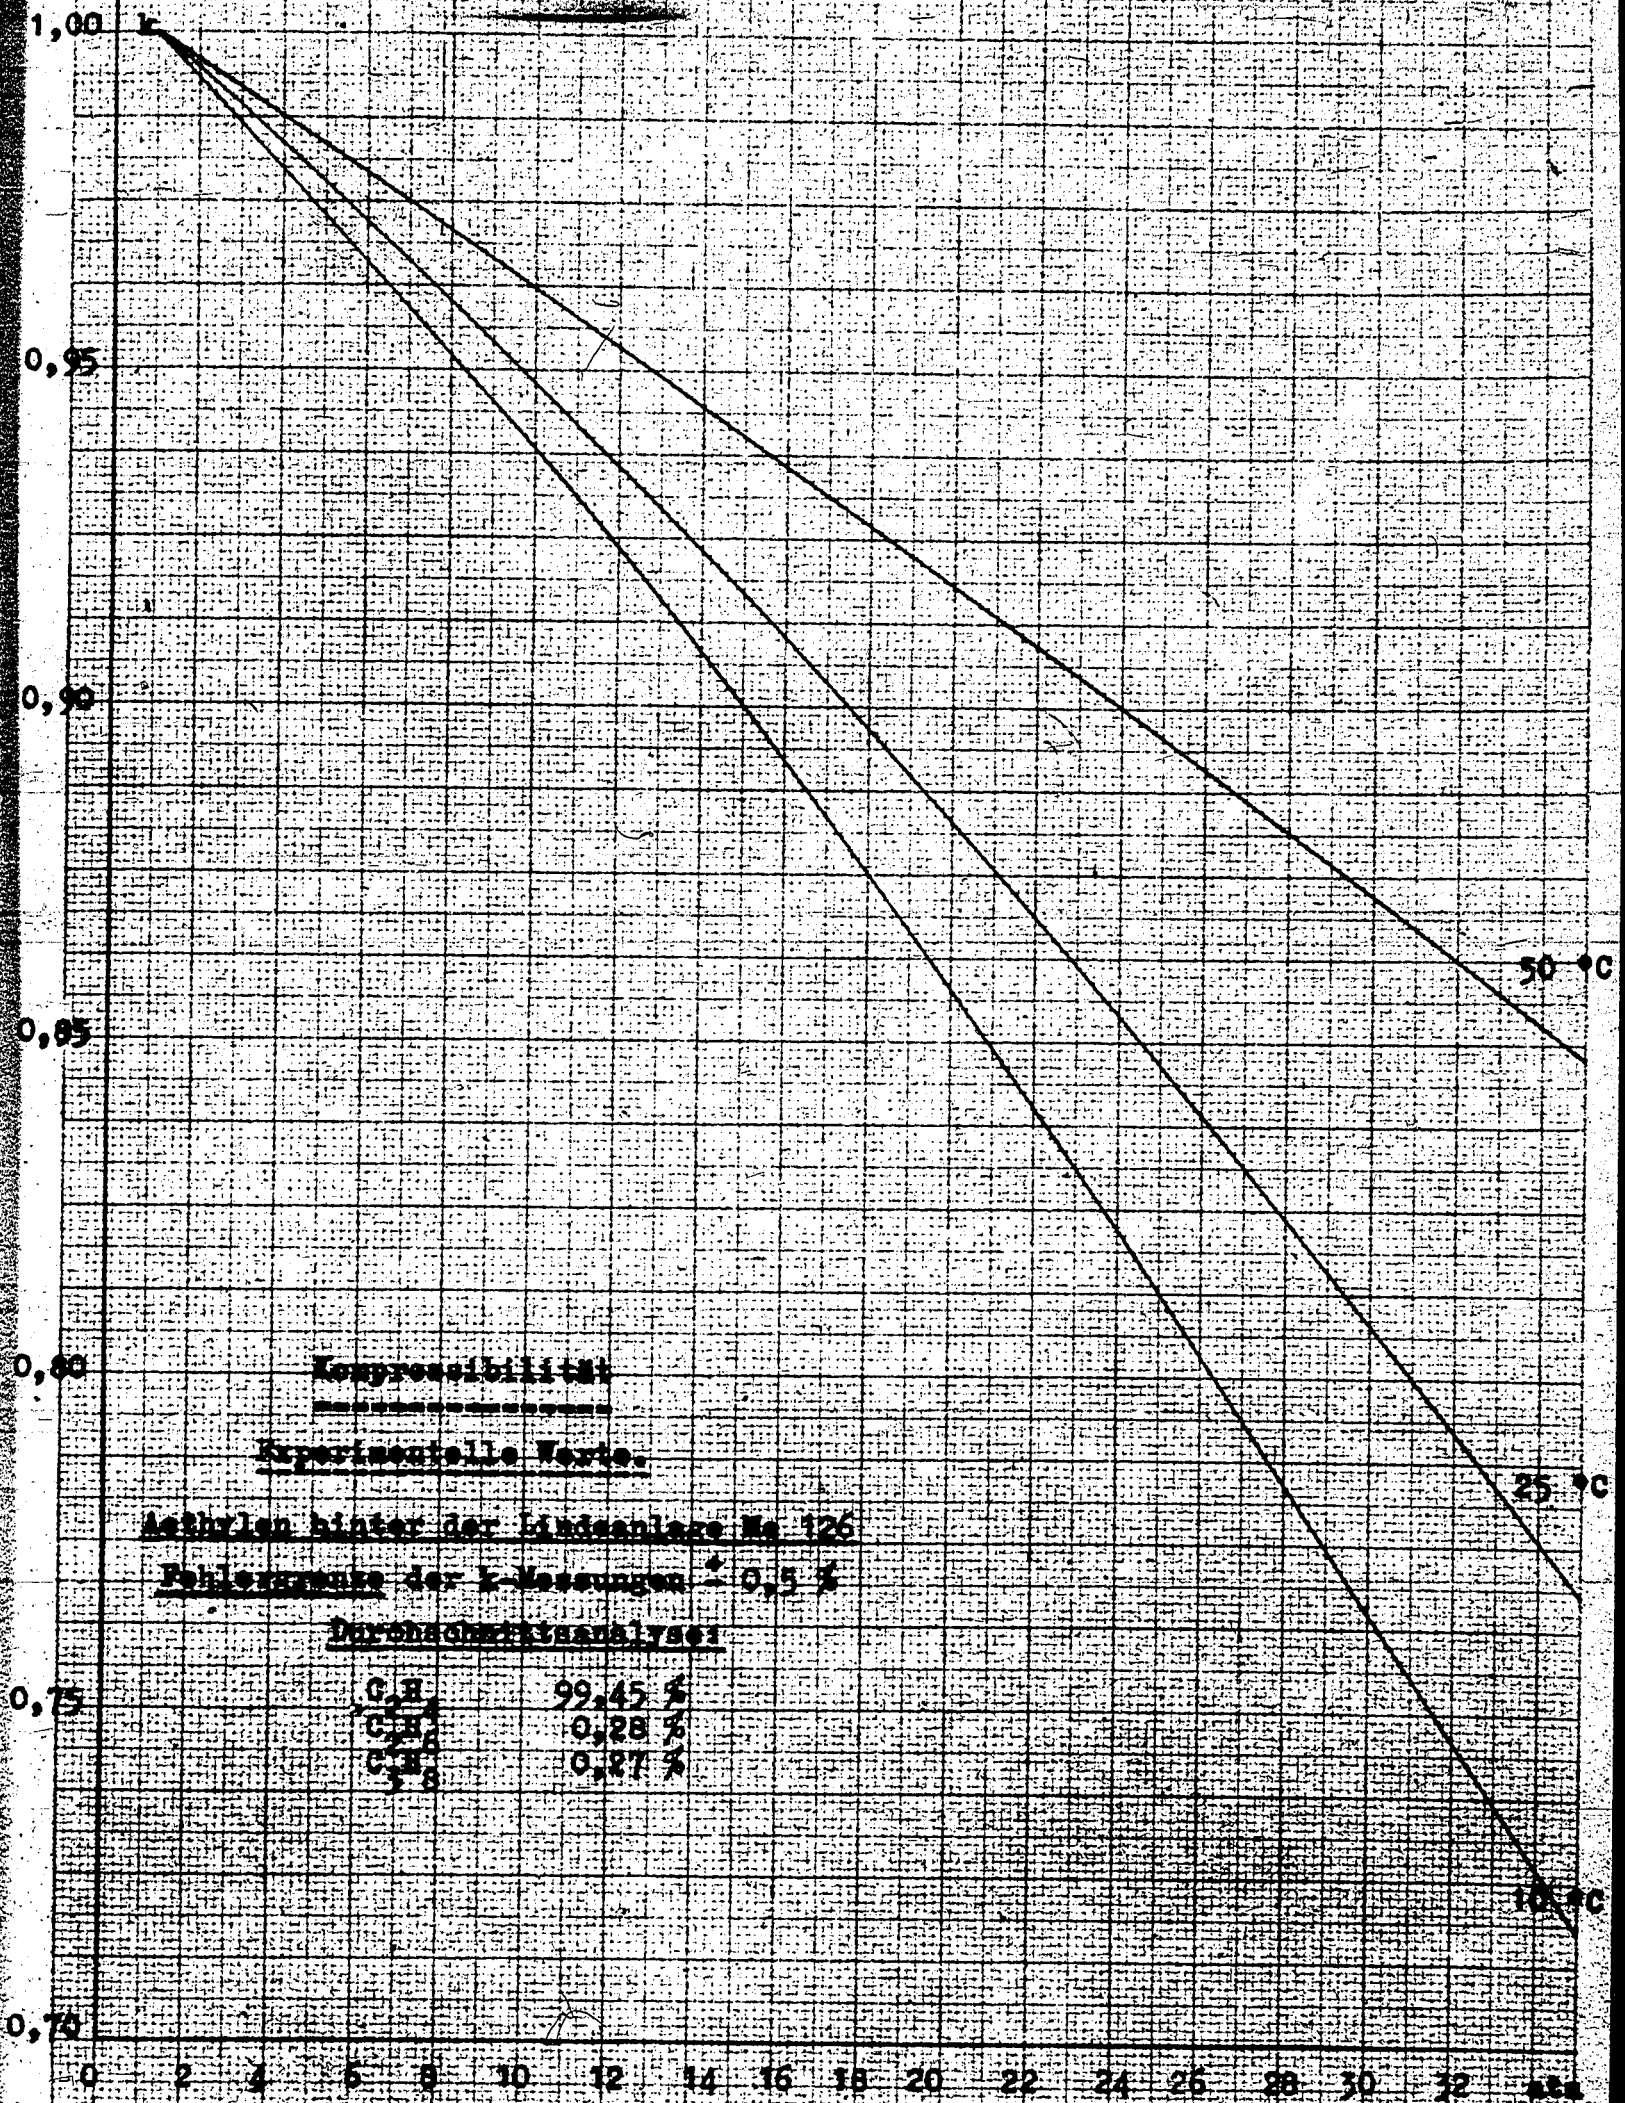 1,00 k
0,95
0,90
50 °C
0,85
0,80
Kompressibilität
Experimentelle Werte.
25 °C
Aethylen hinter der Lindeanlage Me 126
Fehlergrenze der k-Messungen ± 0,5 %
Durchschnittsanalyse:
C2H4 99,45 %
0,75
C2H6 0,28 %
C3H8 0,27 %
10 °C
0,70
0 2 4 6 8 10 12 14 16 18 20 22 24 26 28 30 32 ata